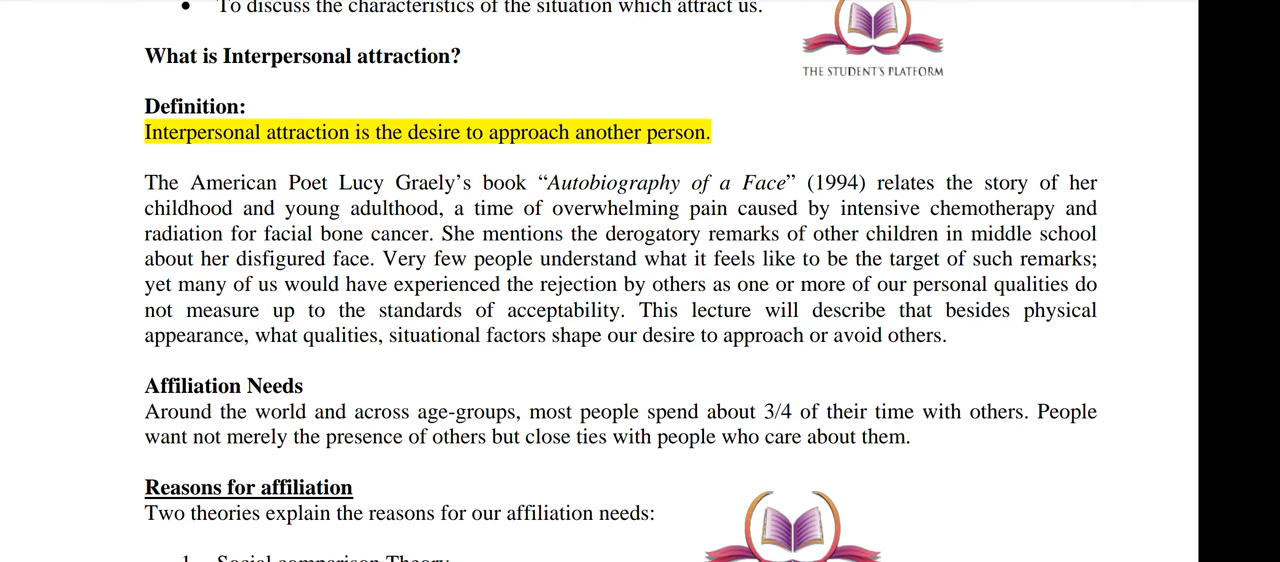 • To discuss the characteristics of the situation which attract us.
THE STUDENT'S PLATFORM
What is Interpersonal attraction?
Definition:
Interpersonal attraction is the desire to approach another person.
The American Poet Lucy Graely's book “Autobiography of a Face” (1994) relates the story of her
childhood and young adulthood, a time of overwhelming pain caused by intensive chemotherapy and
radiation for facial bone cancer. She mentions the derogatory remarks of other children in middle school
about her disfigured face. Very few people understand what it feels like to be the target of such remarks;
yet many of us would have experienced the rejection by others as one or more of our personal qualities do
not measure up to the standards of acceptability. This lecture will describe that besides physical
appearance, what qualities, situational factors shape our desire to approach or avoid others.
Affiliation Needs
Around the world and across age-groups, most people spend about 3/4 of their time with others. People
want not merely the presence of others but close ties with people who care about them.
Reasons for affiliation
Two theories explain the reasons for our affiliation needs:
1. Social comparison Theory